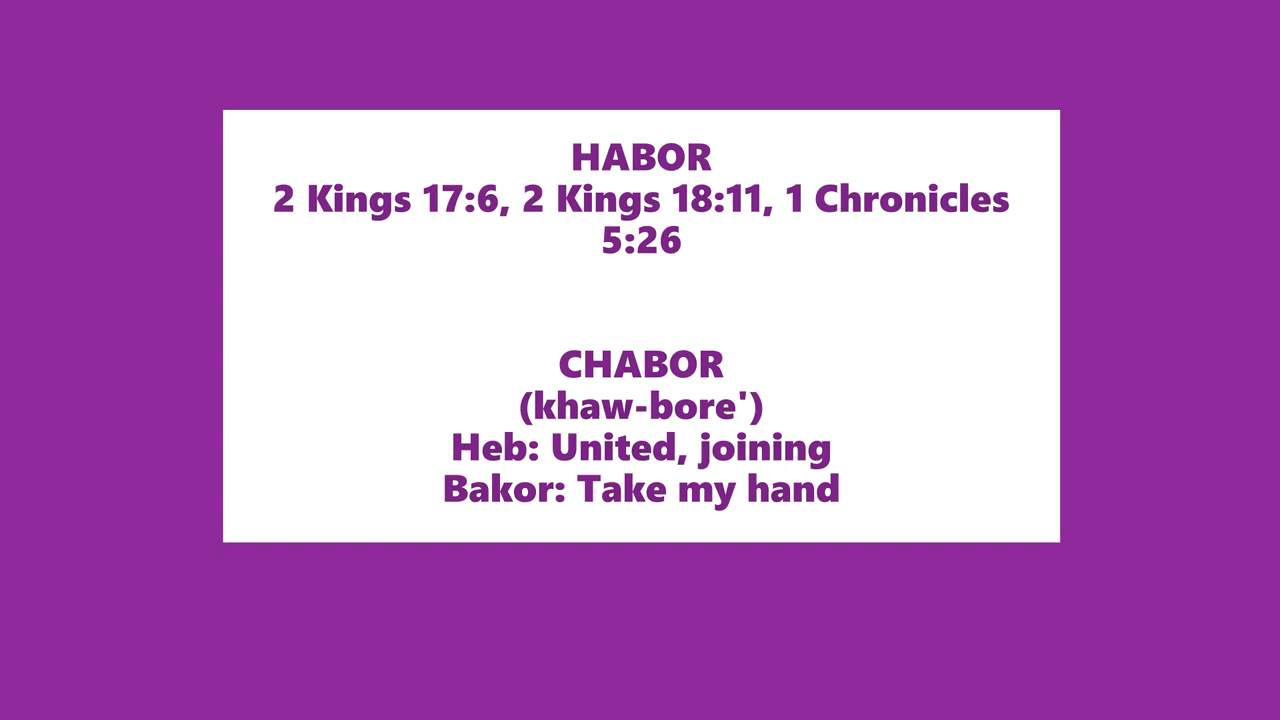 HABOR
2 Kings 17:6, 2 Kings 18:11, 1 Chronicles
5:26
CHABOR
(khaw-bore')
Heb: United, joining
Bakor: Take my hand